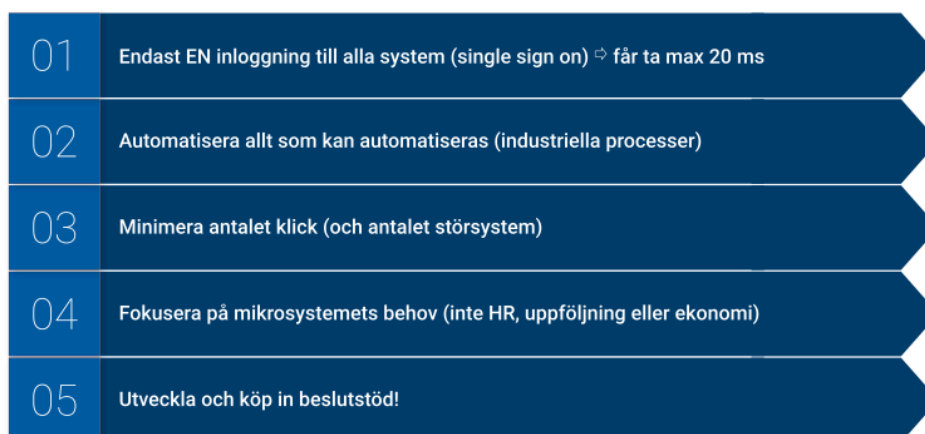 01
Endast EN inloggning till alla system (single sign on) ⇨ får ta max 20 ms
02
Automatisera allt som kan automatiseras (industriella processer)
03
Minimera antalet klick (och antalet störsystem)
04
Fokusera på mikrosystemets behov (inte HR, uppföljning eller ekonomi)
05
Utveckla och köp in beslutstöd!